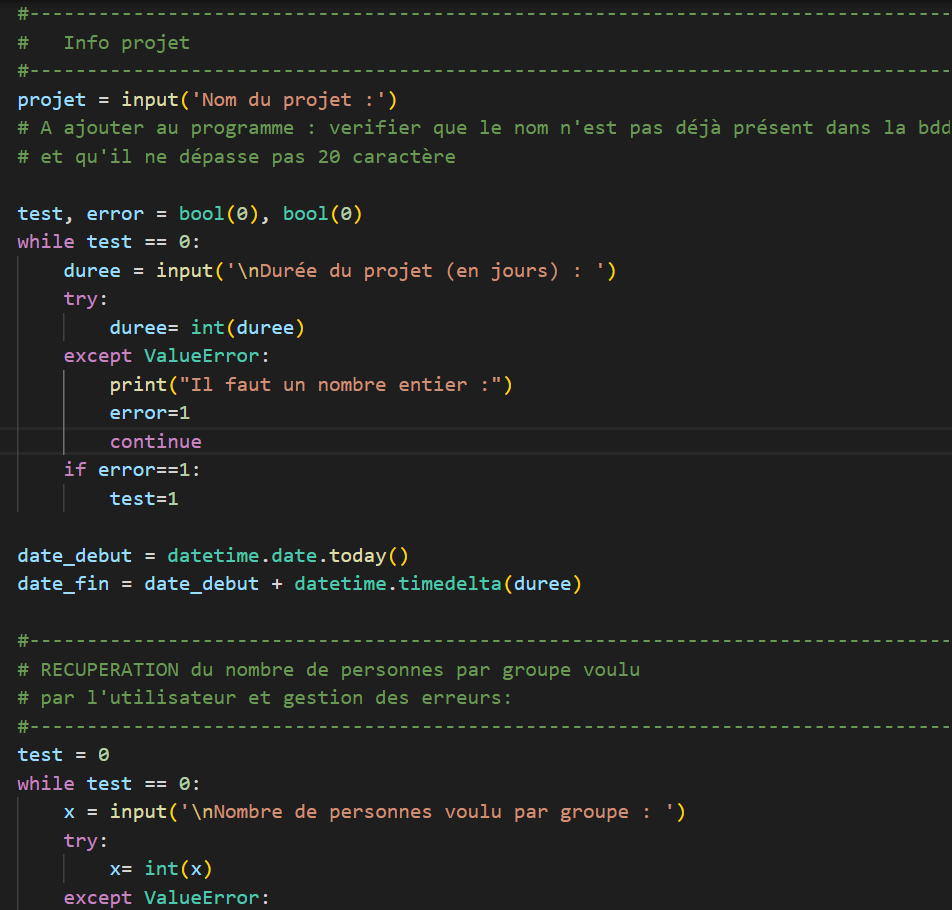 #--------------------------------------------------------------------------------
#   Info projet
#--------------------------------------------------------------------------------
projet = input('Nom du projet :')
# A ajouter au programme : verifier que le nom n'est pas déjà présent dans la bdd
# et qu'il ne dépasse pas 20 caractère

test, error = bool(0), bool(0)
while test == 0:
    duree = input('\nDurée du projet (en jours) : ')
    try:
        duree= int(duree)
    except ValueError:
        print("Il faut un nombre entier :")
        error=1
        continue
    if error==1:
        test=1

date_debut = datetime.date.today()
date_fin = date_debut + datetime.timedelta(duree)

#--------------------------------------------------------------------------------
# RECUPERATION du nombre de personnes par groupe voulu
# par l'utilisateur et gestion des erreurs:
#--------------------------------------------------------------------------------
test = 0
while test == 0:
    x = input('\nNombre de personnes voulu par groupe : ')
    try:
        x= int(x)
    except ValueError: